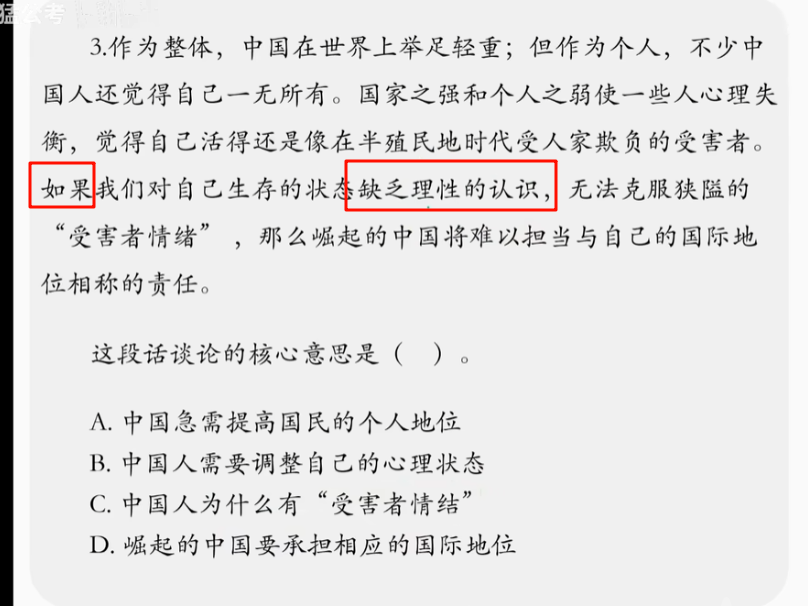 猛公考
3.作为整体，中国在世界上举足轻重；但作为个人，不少中
国人还觉得自己一无所有。国家之强和个人之弱使一些人心理失
衡，觉得自己活得还是像在半殖民地时代受人家欺负的受害者。
如果我们对自己生存的状态缺乏理性的认识，无法克服狭隘的
“受害者情绪”，那么崛起的中国将难以担当与自己的国际地
位相称的责任。
这段话谈论的核心意思是（ ）。
A. 中国急需提高国民的个人地位
B. 中国人需要调整自己的心理状态
C. 中国人为什么有“受害者情结”
D. 崛起的中国要承担相应的国际地位